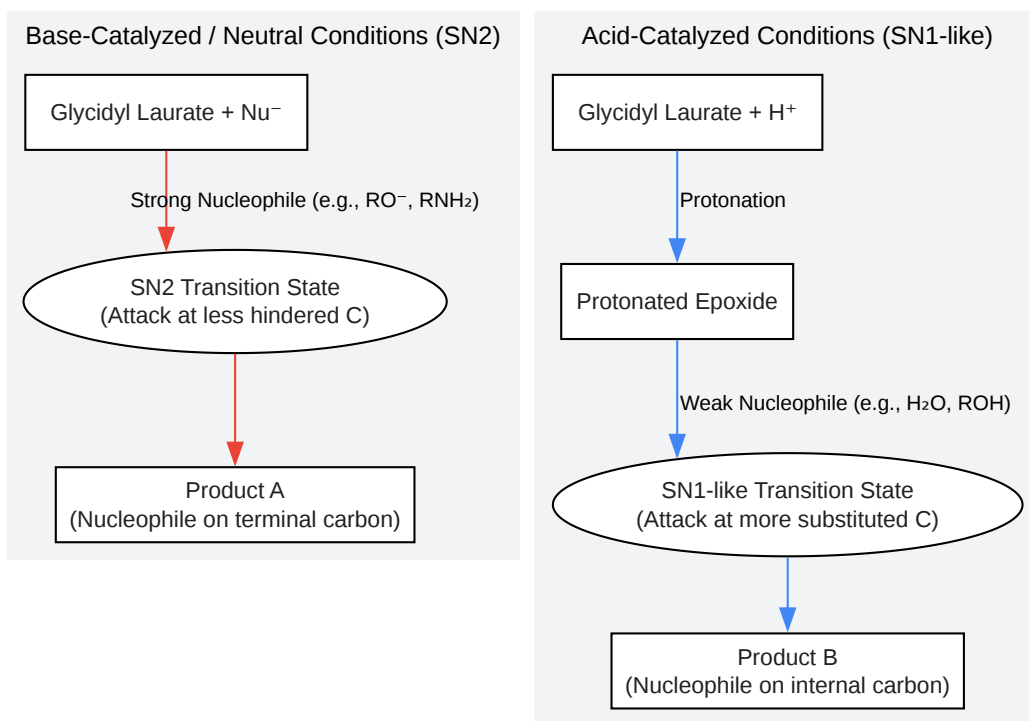 Base-Catalyzed / Neutral Conditions (SN2)
Glycidyl Laurate + Nu⁻
Strong Nucleophile (e.g., RO⁻, RNH₂)
SN2 Transition State
(Attack at less hindered C)
Product A
(Nucleophile on terminal carbon)
Acid-Catalyzed Conditions (SN1-like)
Glycidyl Laurate + H⁺
Protonation
Protonated Epoxide
Weak Nucleophile (e.g., H₂O, ROH)
SN1-like Transition State
(Attack at more substituted C)
Product B
(Nucleophile on internal carbon)